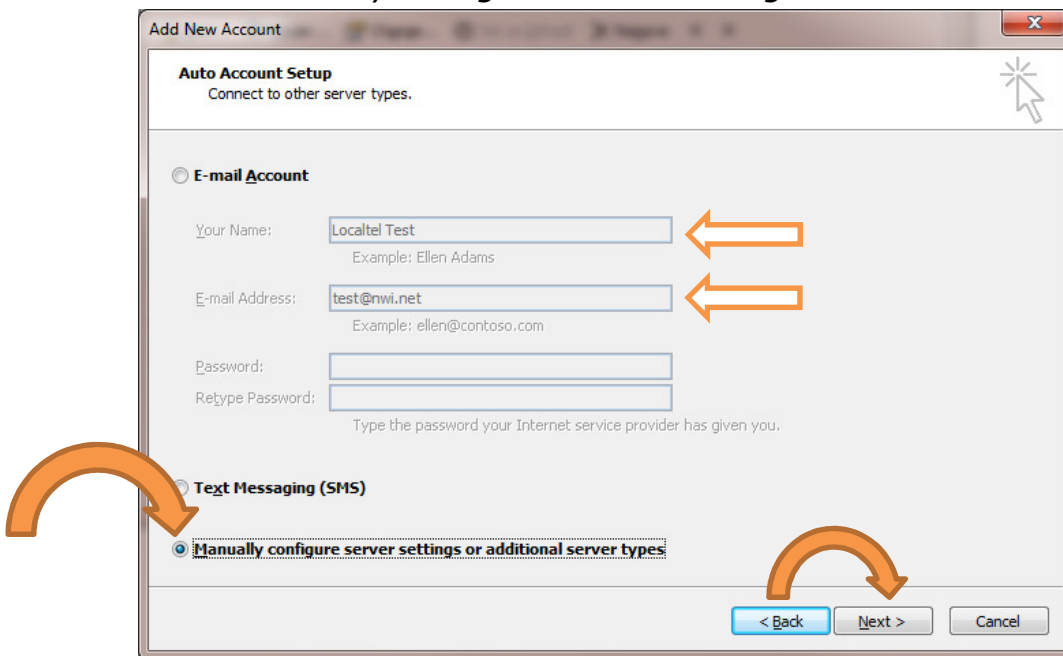 Add New Account
Auto Account Setup
Connect to other server types.
E-mail Account
Your Name: Localtel Test
Example: Ellen Adams
E-mail Address: test@nwi.net
Example: ellen@contoso.com
Password:
Retype Password:
Type the password your Internet service provider has given you.
Text Messaging (SMS)
Manually configure server settings or additional server types
< Back Next > Cancel